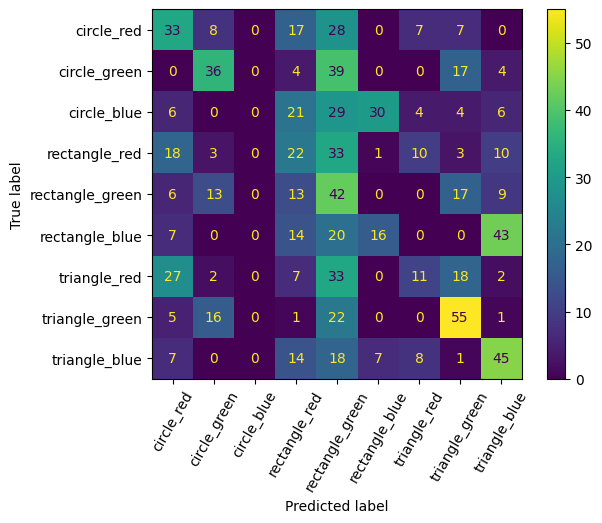 circle_red 33 8 0 17 28 0 7 7 0
circle_green 0 36 0 4 39 0 0 17 4
circle_blue 6 0 0 21 29 30 4 4 6
rectangle_red 18 3 0 22 33 1 10 3 10
rectangle_green 6 13 0 13 42 0 0 17 9
rectangle_blue 7 0 0 14 20 16 0 0 43
triangle_red 27 2 0 7 33 0 11 18 2
triangle_green 5 16 0 1 22 0 0 55 1
triangle_blue 7 0 0 14 18 7 8 1 45
True label
circle_red circle_green circle_blue rectangle_red rectangle_green rectangle_blue triangle_red triangle_green triangle_blue
Predicted label
50
40
30
20
10
0